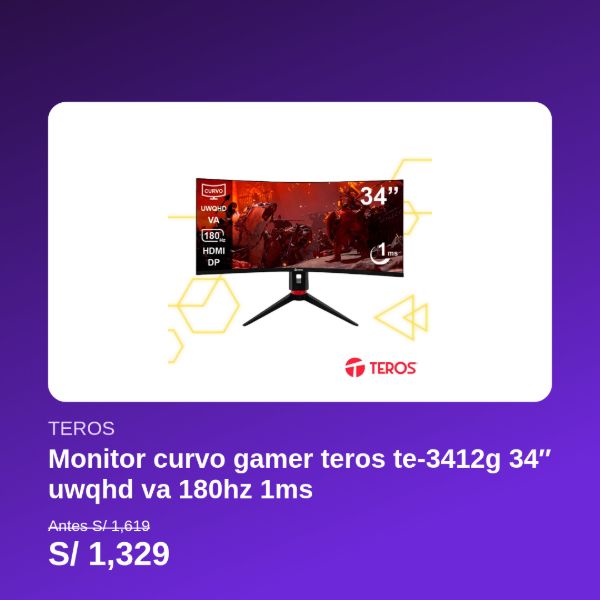 CURVO
UWQHD
VA
180Hz
HDMI
DP
34”
1ms
TEROS
TEROS
Monitor curvo gamer teros te-3412g 34″
uwqhd va 180hz 1ms
Antes S/ 1,619
S/ 1,329